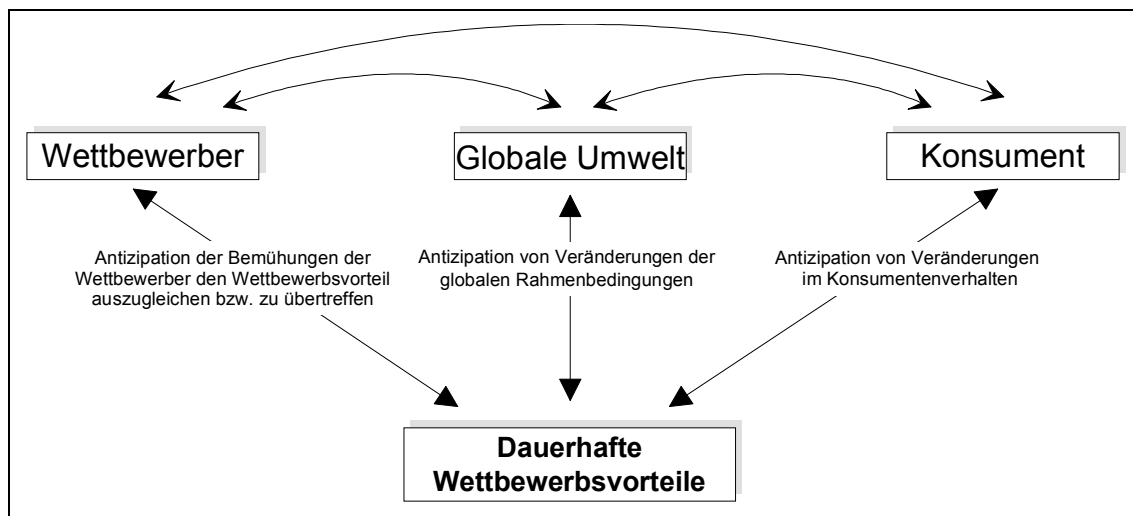 Wettbewerber
Globale Umwelt
Konsument
Antizipation der Bemühungen der
Wettbewerber den Wettbewerbsvorteil
auszugleichen bzw. zu übertreffen
Antizipation von Veränderungen der
globalen Rahmenbedingungen
Antizipation von Veränderungen
im Konsumentenverhalten
Dauerhafte
Wettbewerbsvorteile